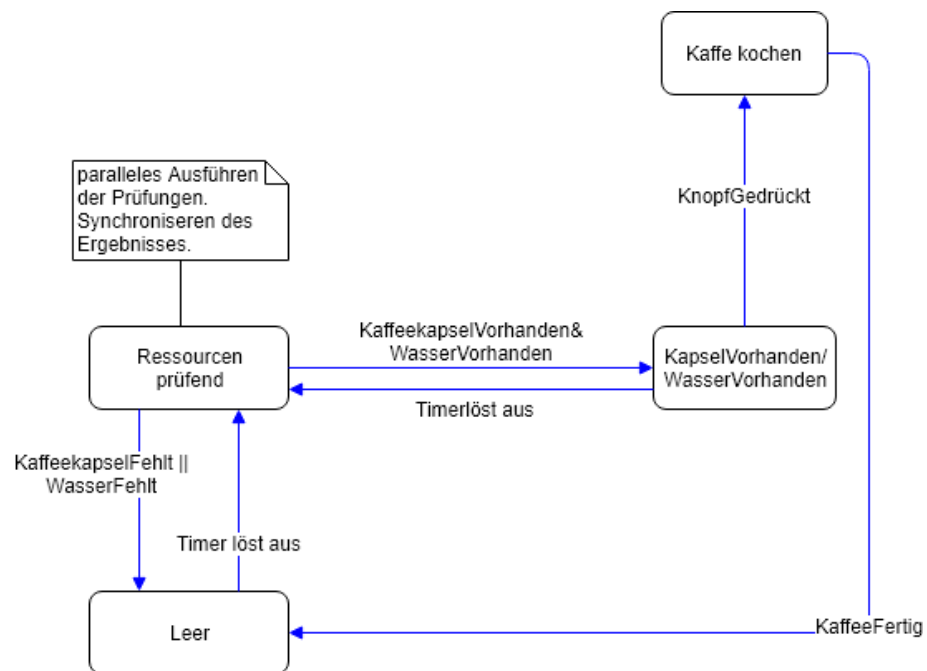 Kaffe kochen
paralleles Ausführen
der Prüfungen.
Synchroniseren des
Ergebnisses.
KnopfGedrückt
Ressourcen
prüfend
KaffeekapselVorhanden&
WasserVorhanden
KapselVorhanden/
WasserVorhanden
Timerlöst aus
KaffeekapselFehlt ||
WasserFehlt
Timer löst aus
Leer
KaffeeFertig